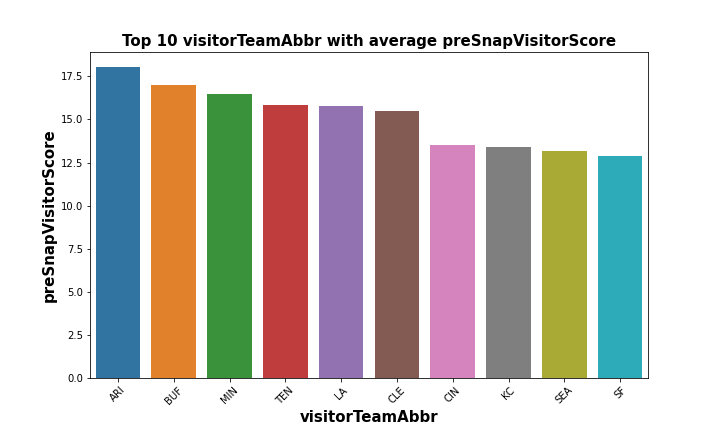 Top 10 visitorTeamAbbr with average preSnapVisitorScore
preSnapVisitorScore
17.5
15.0
12.5
10.0
7.5
5.0
2.5
0.0
ARI
BUF
MIN
TEN
LA
CLE
CIN
KC
SEA
SF
visitorTeamAbbr